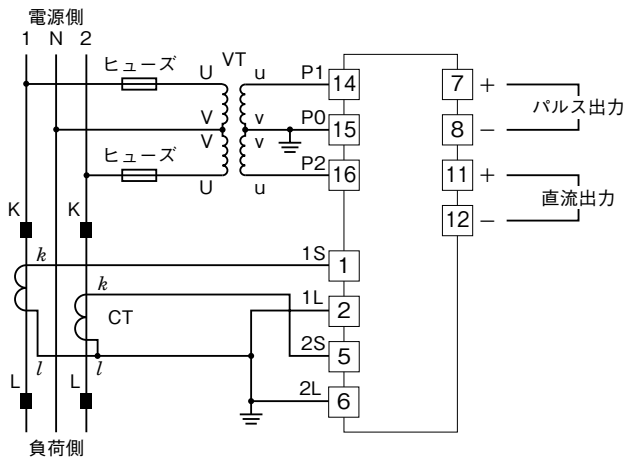 電源側
1 N 2
ヒューズ
U
VT
u
P1
14
7
+
パルス出力
V
v
P0
15
8
−
V
v
ヒューズ
U
u
P2
16
11
+
直流出力
12
−
K
K
k
1S
1
k
1L
2
CT
2S
5
l
l
L
L
2L
6
負荷側